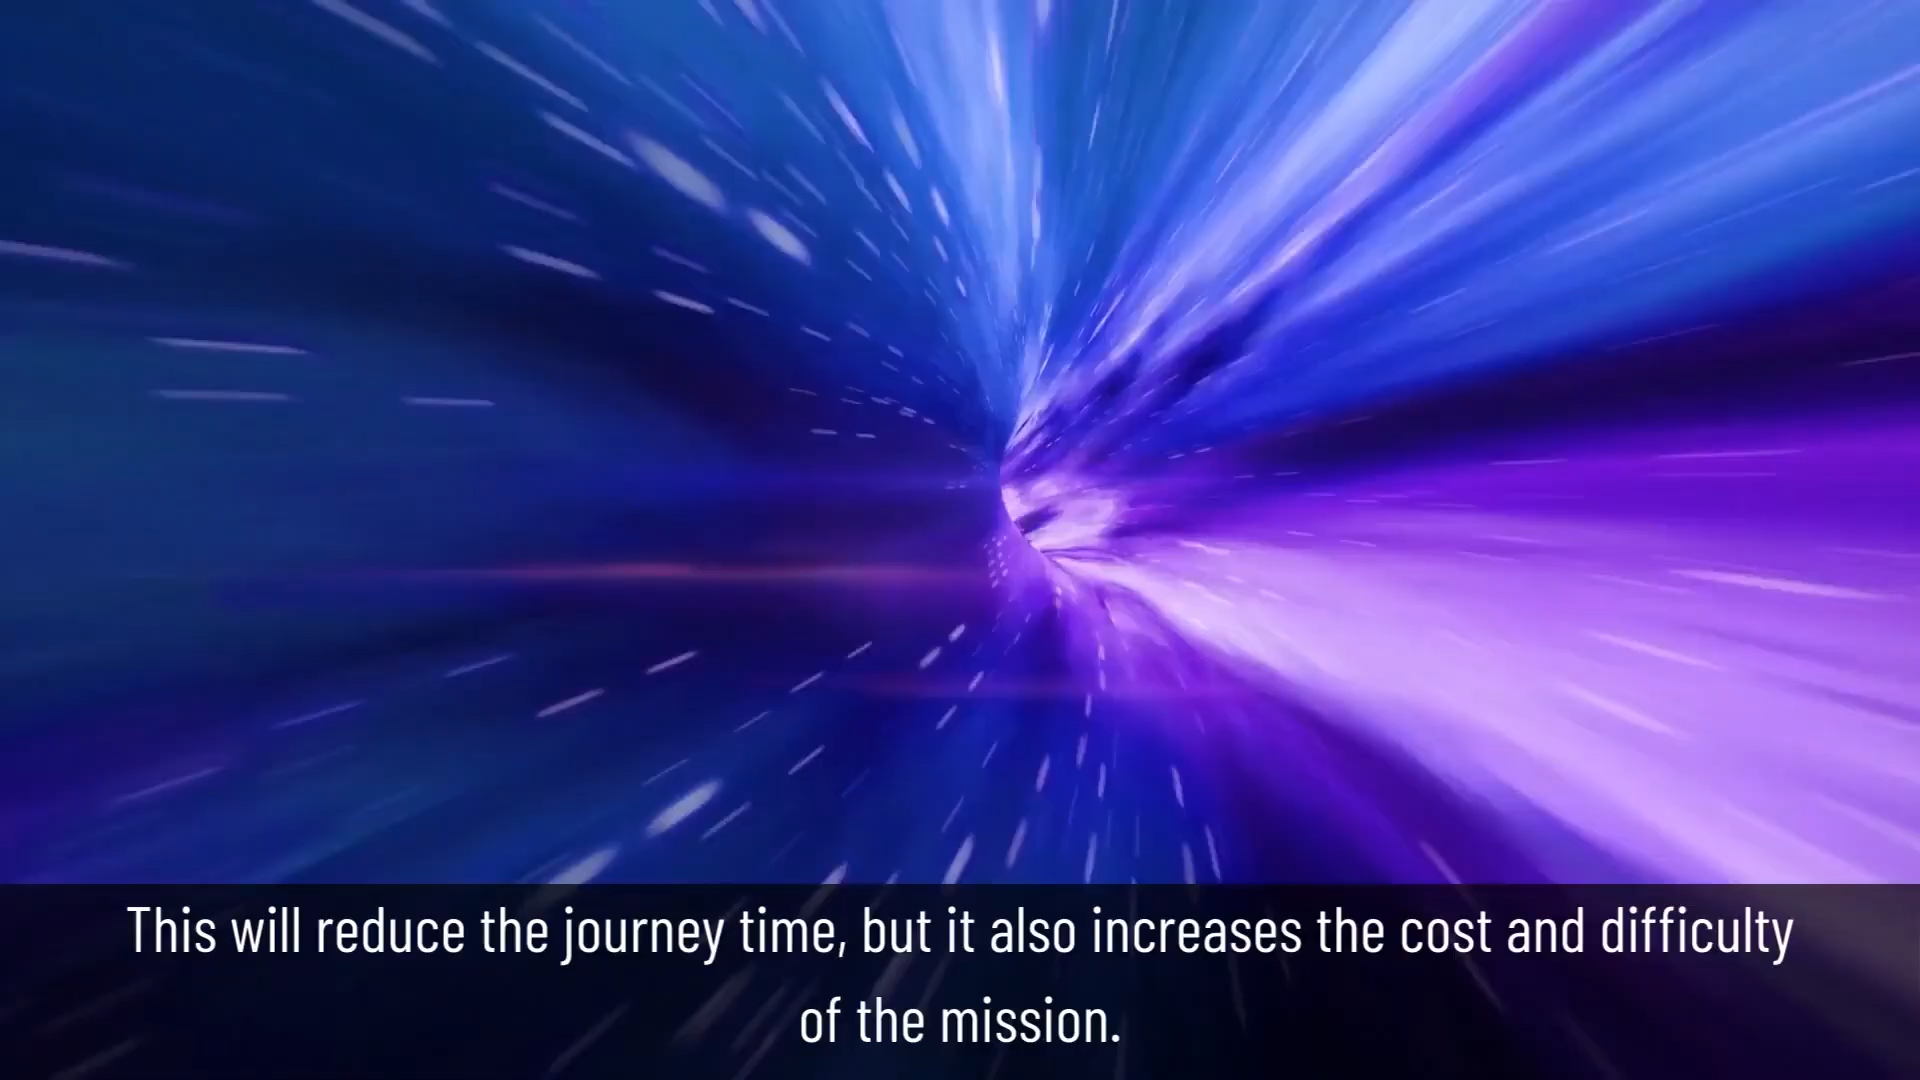 This will reduce the journey time, but it also increases the cost and difficulty
of the mission.